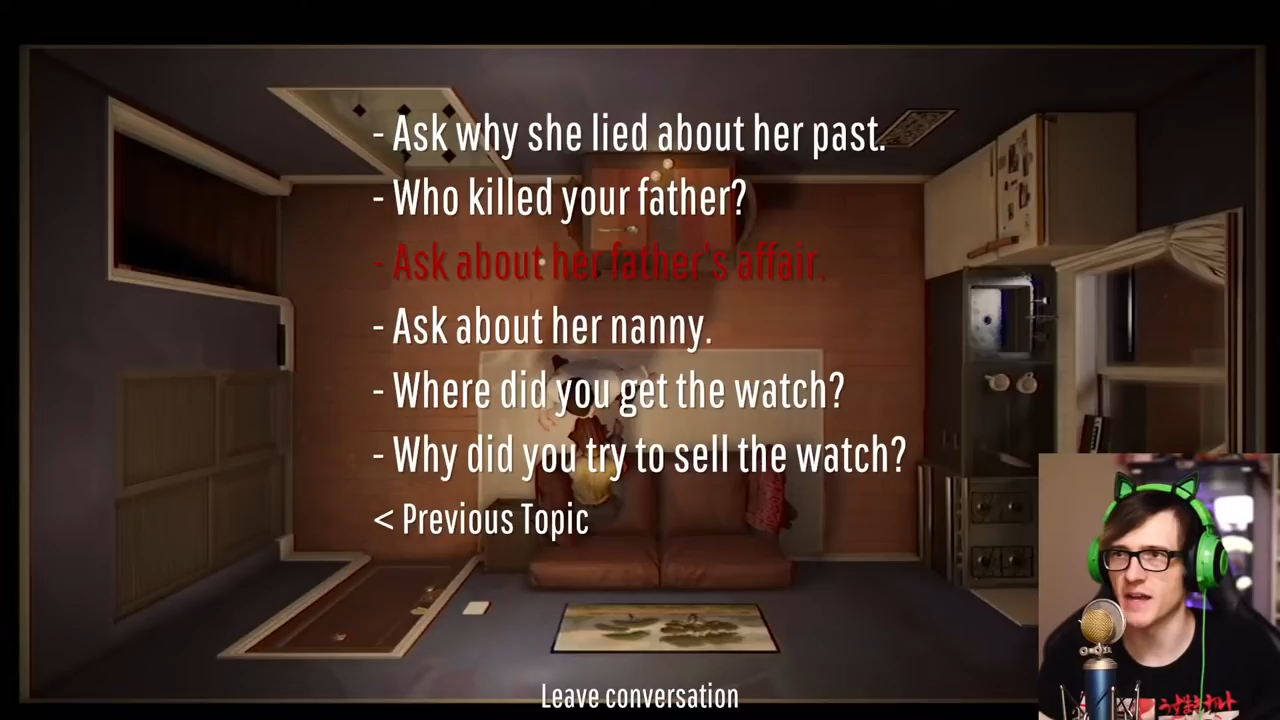 - Ask why she lied about her past.
- Who killed your father?
- Ask about her father's affair.
- Ask about her nanny.
- Where did you get the watch?
- Why did you try to sell the watch?
< Previous Topic
Leave conversation